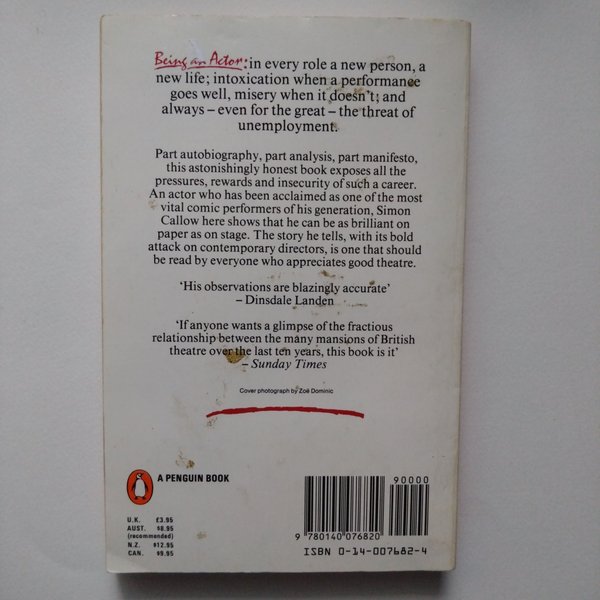 Being an Actor: in every role a new person, a
new life; intoxication when a performance
goes well, misery when it doesn't; and
always – even for the great – the threat of
unemployment.
Part autobiography, part analysis, part manifesto,
this astonishingly honest book exposes all the
pressures, rewards and insecurity of such a career.
An actor who has been acclaimed as one of the most
vital comic performers of his generation, Simon
Callow here shows that he can be as brilliant on
paper as on stage. The story he tells, with its bold
attack on contemporary directors, is one that should
be read by everyone who appreciates good theatre.
'His observations are blazingly accurate'
– Dinsdale Landen
'If anyone wants a glimpse of the fractious
relationship between the many mansions of British
theatre over the last ten years, this book is it'
– Sunday Times
Cover photograph by Zoë Dominic
A PENGUIN BOOK
U.K. £3.95
AUST. $8.95
(recommended)
N.Z. $12.95
CAN. $9.95
90000
9 780140 076820
ISBN 0-14-007682-4